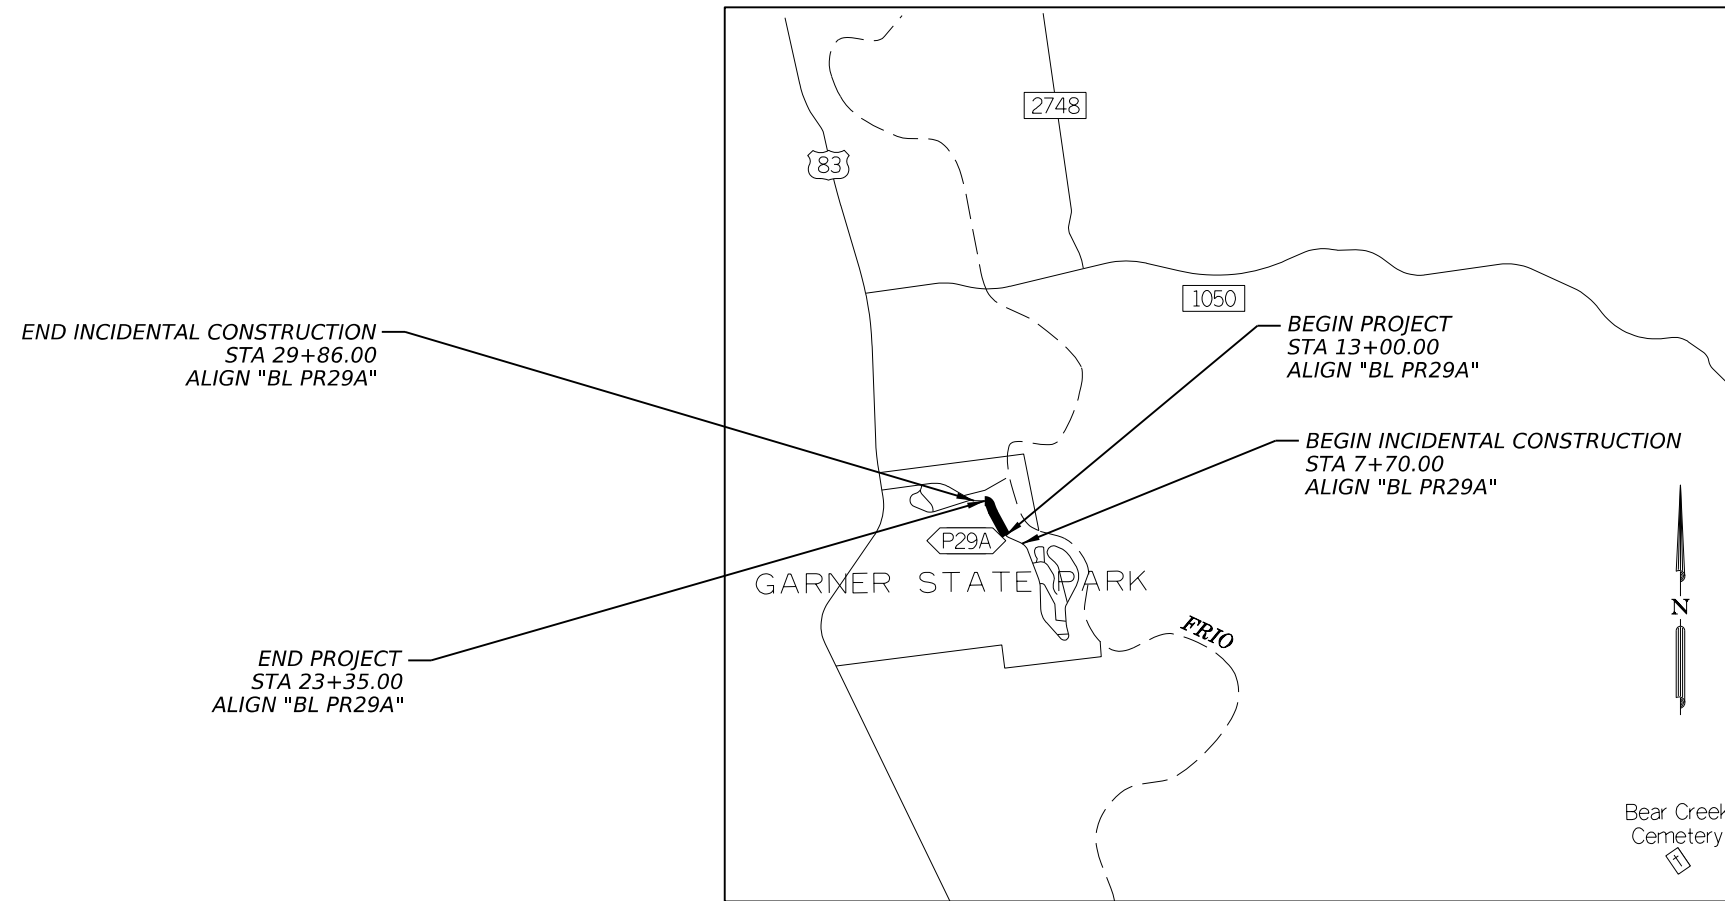 2748
83
1050
END INCIDENTAL CONSTRUCTION
STA 29+86.00
ALIGN "BL PR29A"
BEGIN PROJECT
STA 13+00.00
ALIGN "BL PR29A"
BEGIN INCIDENTAL CONSTRUCTION
STA 7+70.00
ALIGN "BL PR29A"
P29A
GARNER STATE PARK
N
FRIO
END PROJECT
STA 23+35.00
ALIGN "BL PR29A"
Bear Creek
Cemetery